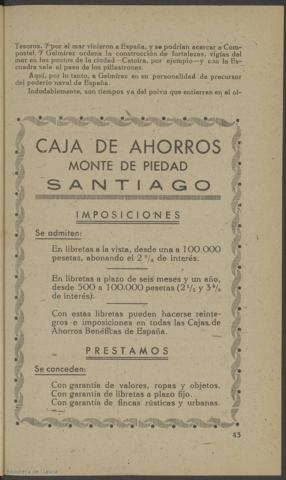 Tesoros. Y por el mar vinieron a España, y se podrían acercar a Com-
postel. Y Gelmírez ordena la construcción de fortalezas, vigías del
mar en los puntos de la ciudad—Catoira, por ejemplo—y con la Es-
cuadra vale al paso de los pillastrones.
Aquí, por lo tanto, a Gelmírez en su personalidad de precursor
del poderío naval de España.
Indudablemente, son tiempos ya del polvo que entierran en el ol-
CAJA DE AHORROS
MONTE DE PIEDAD
SANTIAGO
IMPOSICIONES
Se admiten:
En libretas a la vista, desde una a 100.000
pesetas, abonando el 2 % de interés.
En libretas a plazo de seis meses y un año,
desde 500 a 100.000 pesetas (2 1/2 y 3 %
de interés).
Con estas libretas pueden hacerse reinte-
gros e imposiciones en todas las Cajas de
Ahorros Benéficas de España.
PRESTAMOS
Se conceden:
Con garantía de valores, ropas y objetos.
Con garantía de libretas a plazo fijo.
Con garantía de fincas rústicas y urbanas.
43
Biblioteca de Galicia